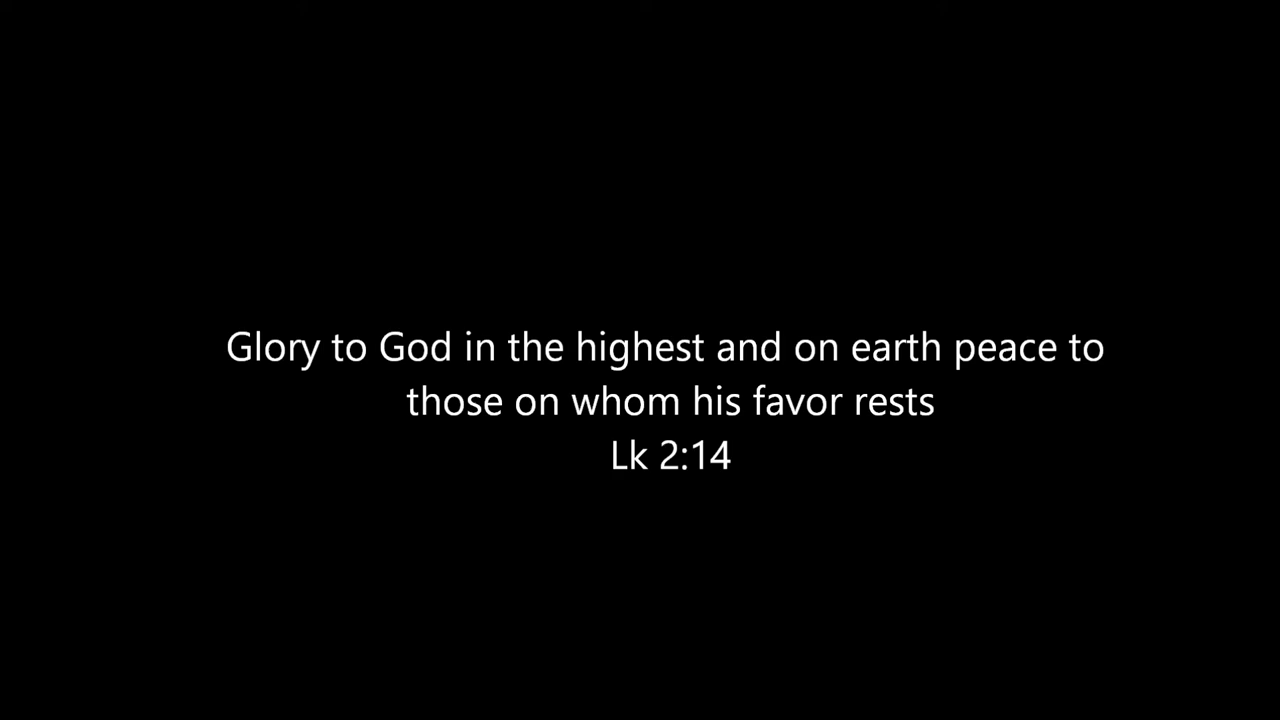 Glory to God in the highest and on earth peace to
those on whom his favor rests
Lk 2:14